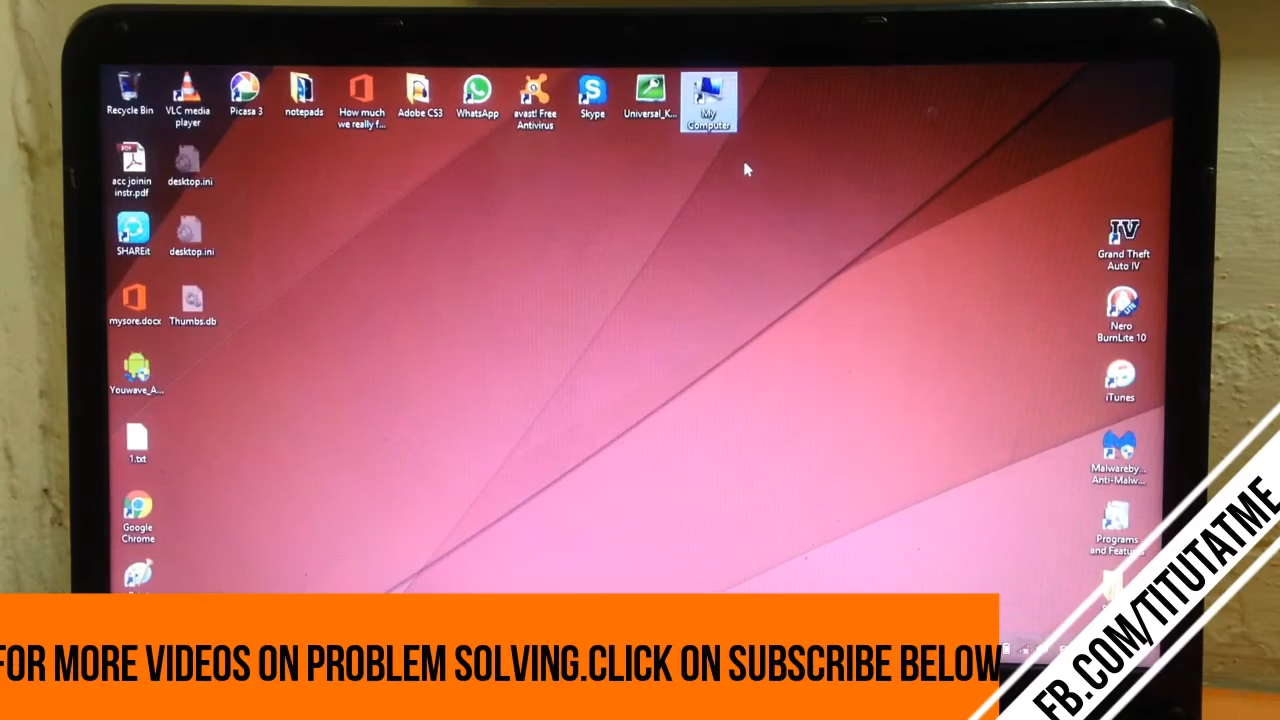 Recycle Bin
VLC media
player
Picasa 3
notepads
How much
we really f...
Adobe CS3
WhatsApp
avast! Free
Antivirus
Skype
Universal_K...
My
Computer
acc joinin
instr.pdf
desktop.ini
SHAREit
desktop.ini
mysore.docx
Thumbs.db
Youwave_A...
1.txt
Google
Chrome
IV
Grand Theft
Auto IV
Nero
BurnLite 10
iTunes
Malwareby...
Anti-Malw...
Programs
and Featu
FOR MORE VIDEOS ON PROBLEM SOLVING.CLICK ON SUBSCRIBE BELOW
FB.COM/TITUTATME